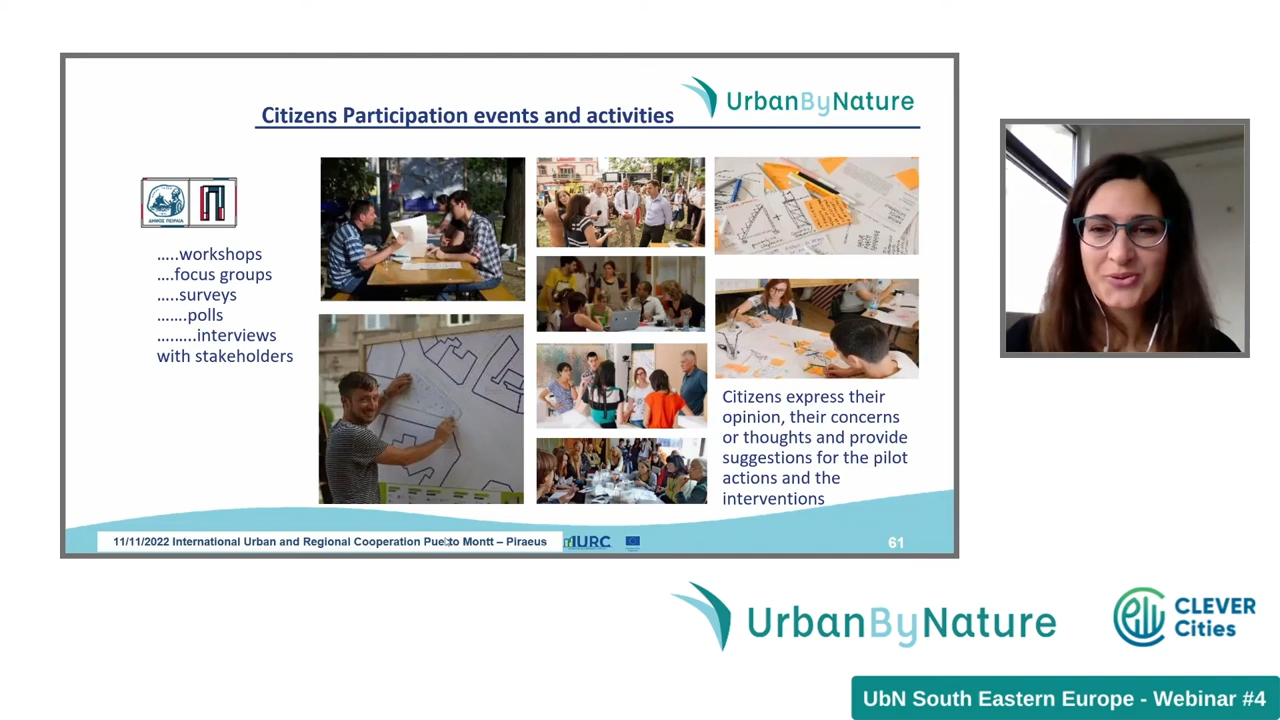 Citizens Participation events and activities
UrbanByNature
ΔΗΜΟΣ ΠΕΙΡΑΙΑ
.....workshops
....focus groups
.....surveys
.......polls
.........interviews
with stakeholders
Citizens express their
opinion, their concerns
or thoughts and provide
suggestions for the pilot
actions and the
interventions
11/11/2022 International Urban and Regional Cooperation Puerto Montt – Piraeus
IURC
61
UrbanByNature
CLEVER
Cities
UbN South Eastern Europe - Webinar #4